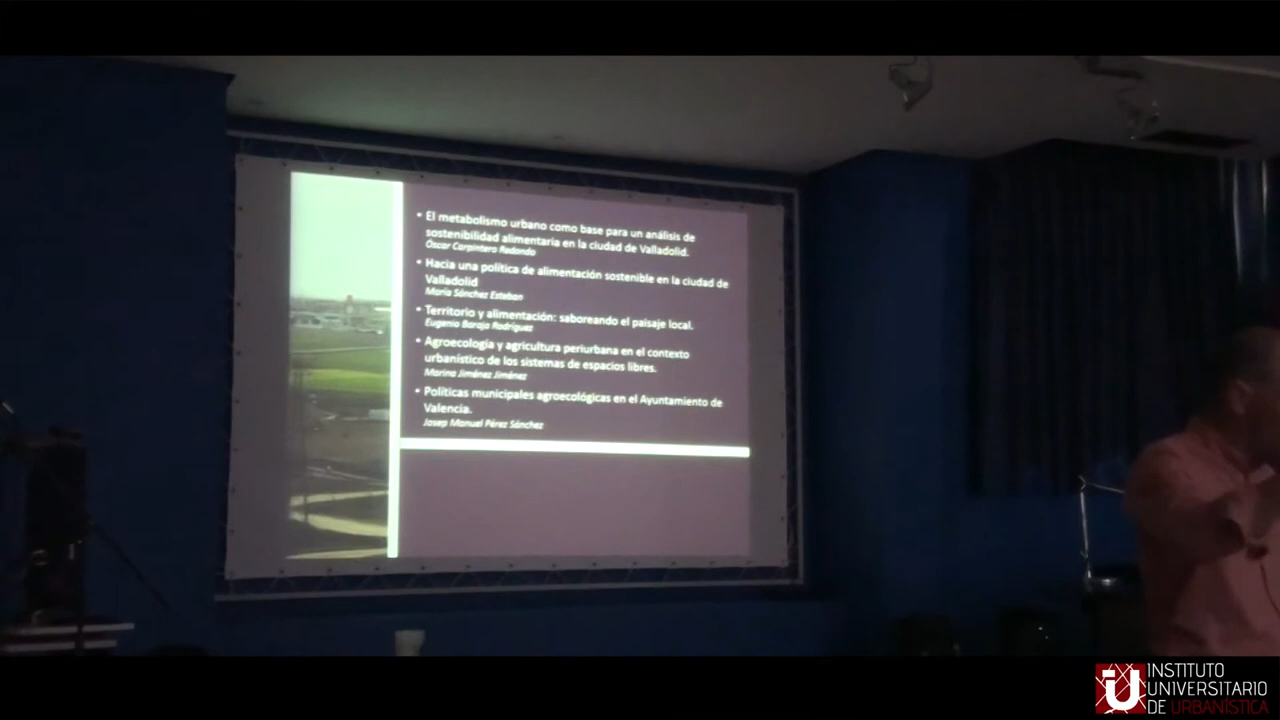 • El metabolismo urbano como base para un análisis de
sostenibilidad alimentaria en la ciudad de Valladolid.
Óscar Carpintero Redondo
• Hacia una política de alimentación sostenible en la ciudad de
Valladolid
María Sánchez Esteban
• Territorio y alimentación: saboreando el paisaje local.
Eugenio Baraja Rodríguez
• Agroecología y agricultura periurbana en el contexto
urbanístico de los sistemas de espacios libres.
Marina Jiménez Jiménez
• Políticas municipales agroecológicas en el Ayuntamiento de
Valencia.
Josep Manuel Pérez Sánchez
INSTITUTO
UNIVERSITARIO
DE URBANÍSTICA